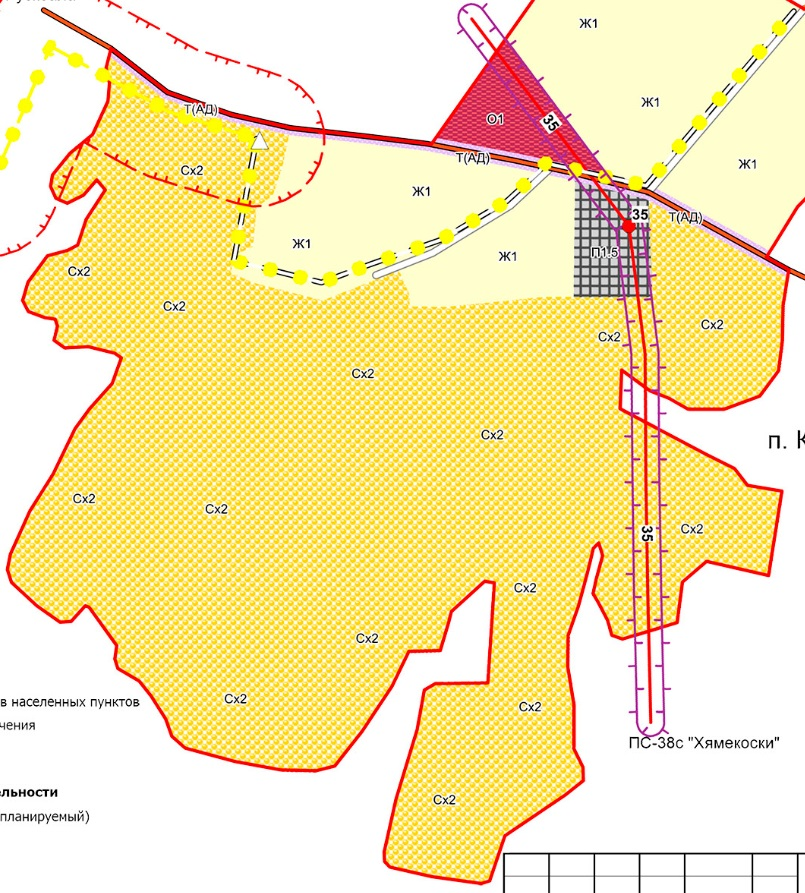 Ж1
Ж1
35
О1
Т(АД)
Т(АД)
Ж1
Сх2
Ж1
35
Т(АД)
Ж1
П1.5
Ж1
Сх2
Сх2
Сх2
Сх2
Сх2
п. К
Сх2
Сх2
Сх2
Сх2
35
Сх2
Сх2
Сх2
в населенных пунктов
Сх2
чения
ПС-38с "Хямекоски"
ельности
Сх2
планируемый)